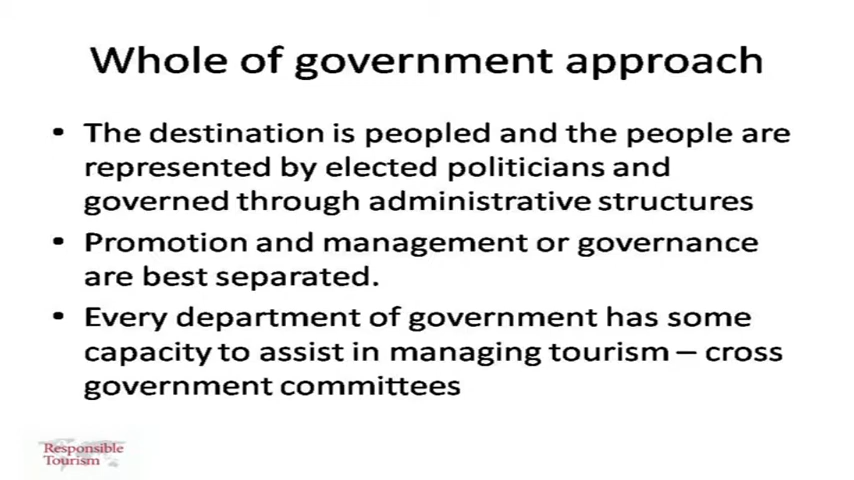 Whole of government approach
• The destination is peopled and the people are
represented by elected politicians and
governed through administrative structures
• Promotion and management or governance
are best separated.
• Every department of government has some
capacity to assist in managing tourism – cross
government committees
Responsible
Tourism